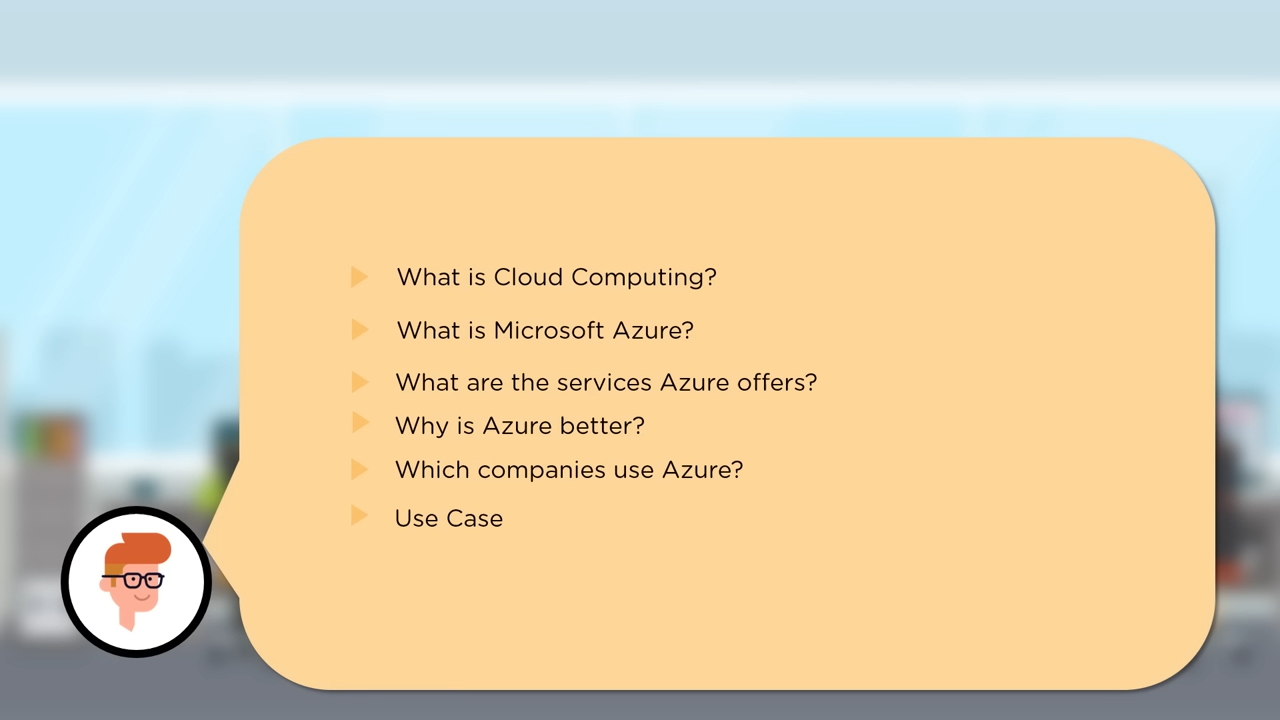 What is Cloud Computing?
What is Microsoft Azure?
What are the services Azure offers?
Why is Azure better?
Which companies use Azure?
Use Case